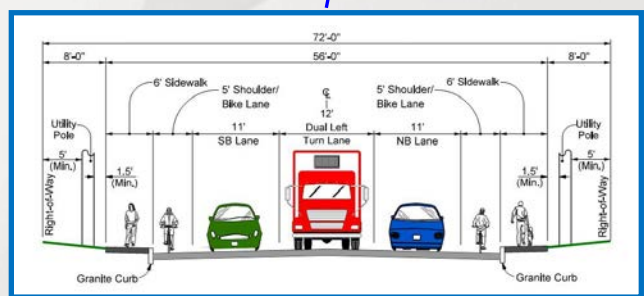 72'-0"
8'-0" 56'-0" 8'-0"
6' Sidewalk 6' Sidewalk
5' Shoulder/
Bike Lane
5' Shoulder/
Bike Lane
℄
12'
Dual Left
Turn Lane
11'
SB Lane
11'
NB Lane
Utility
Pole
Utility
Pole
5'
(Min.)
5'
(Min.)
1.5'
(Min.)
1.5'
(Min.)
Right-of-Way
Right-of-Way
Granite Curb
Granite Curb